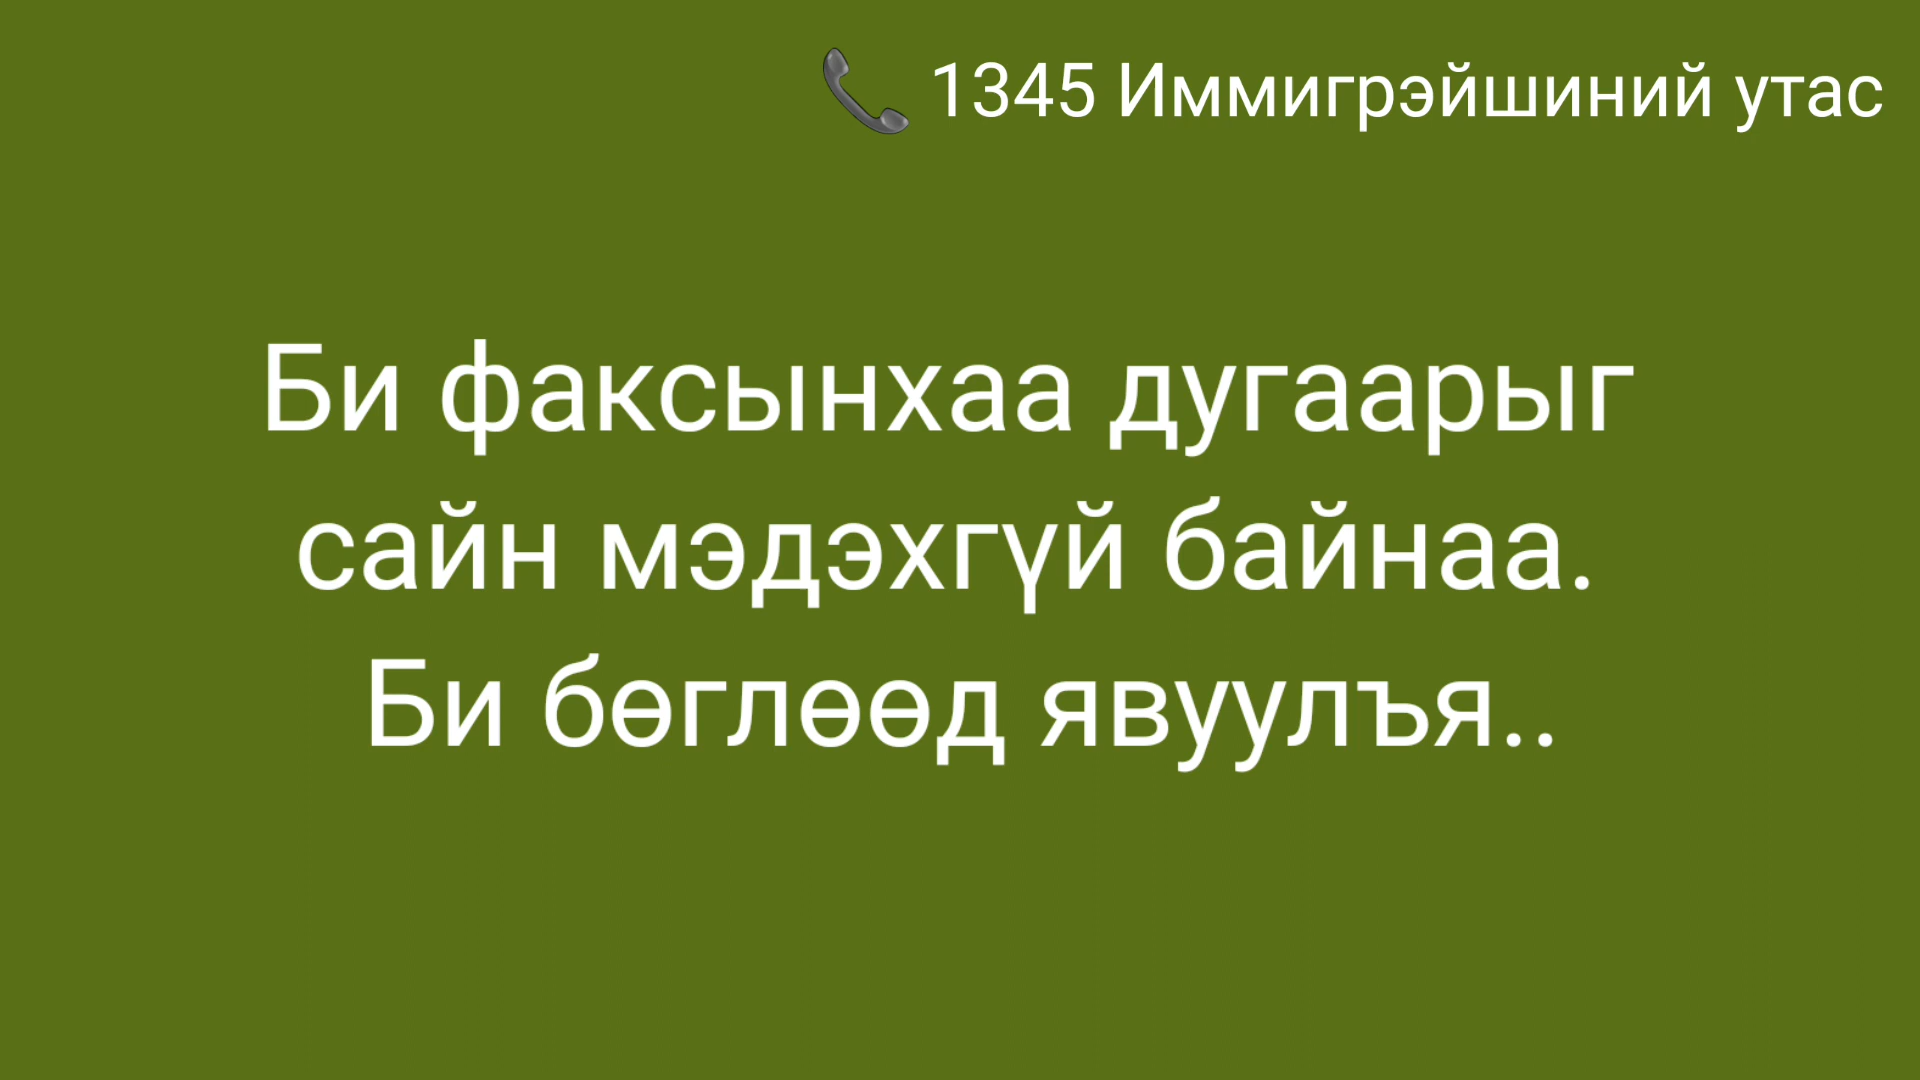 📞 1345 Иммигрэйшиний утас
Би факсынхаа дугаарыг
сайн мэдэхгүй байнаа.
Би бөглөөд явуулъя..